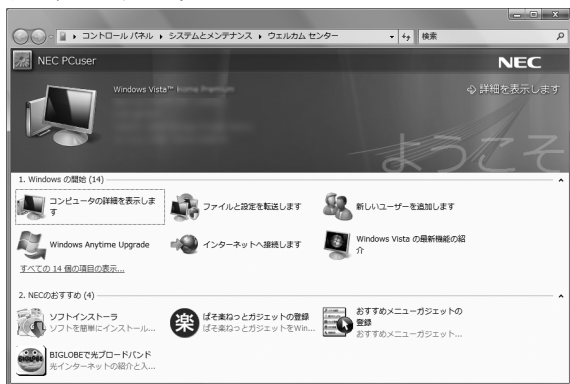 コントロール パネル ▸ システムとメンテナンス ▸ ウェルカム センター
検索
NEC PCuser
NEC
Windows Vista™ Home Premium
詳細を表示します
ようこそ
1. Windows の開始 (14)
コンピュータの詳細を表示しま
す
ファイルと設定を転送します
新しいユーザーを追加します
Windows Anytime Upgrade
インターネットへ接続します
Windows Vista の最新機能の紹
介
すべての 14 個の項目の表示...
2. NECのおすすめ (4)
ソフトインストーラ
ソフトを簡単にインストール...
楽
ぱそ楽ねっとガジェットの登録
ぱそ楽ねっとガジェットをWin...
おすすめメニューガジェットの
登録
おすすめメニューガジェット...
BIGLOBE
BIGLOBEで光ブロードバンド
光インターネットの紹介と入...